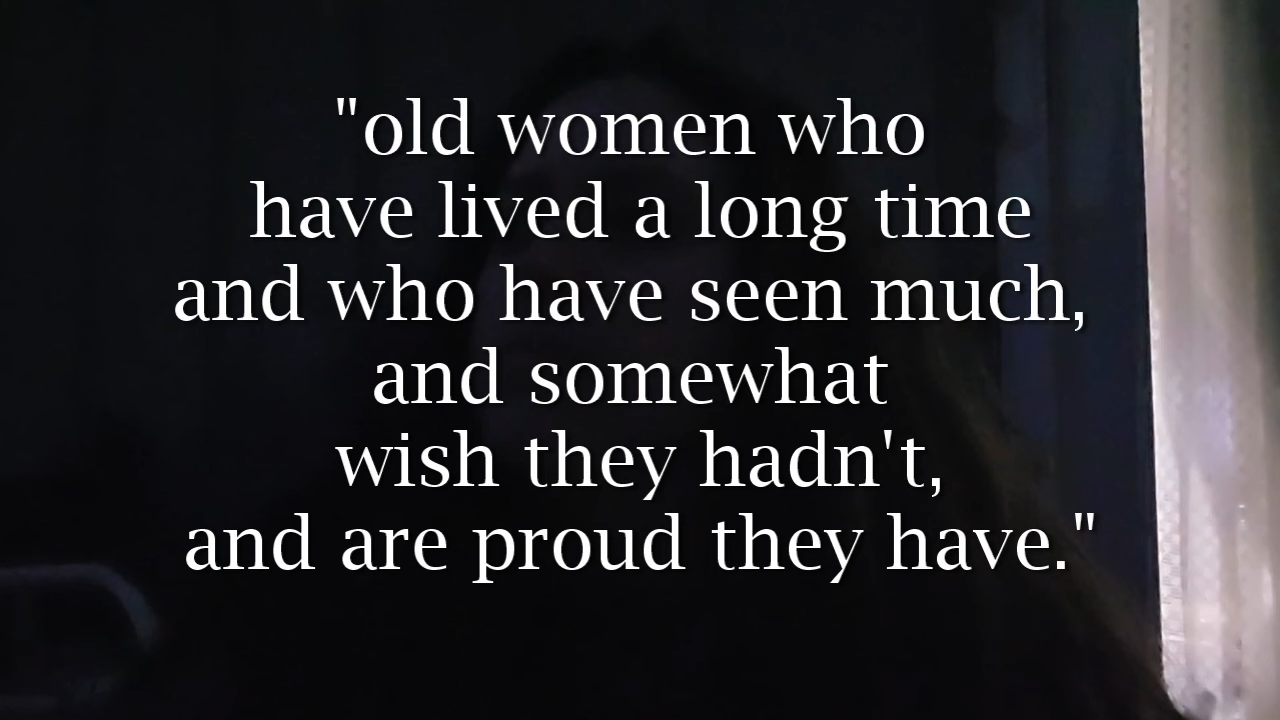 "old women who
have lived a long time
and who have seen much,
and somewhat
wish they hadn't,
and are proud they have."